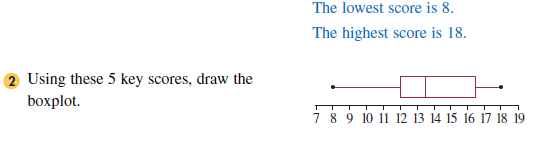 The lowest score is 8.
The highest score is 18.
2 Using these 5 key scores, draw the
boxplot.
7 8 9 10 11 12 13 14 15 16 17 18 19